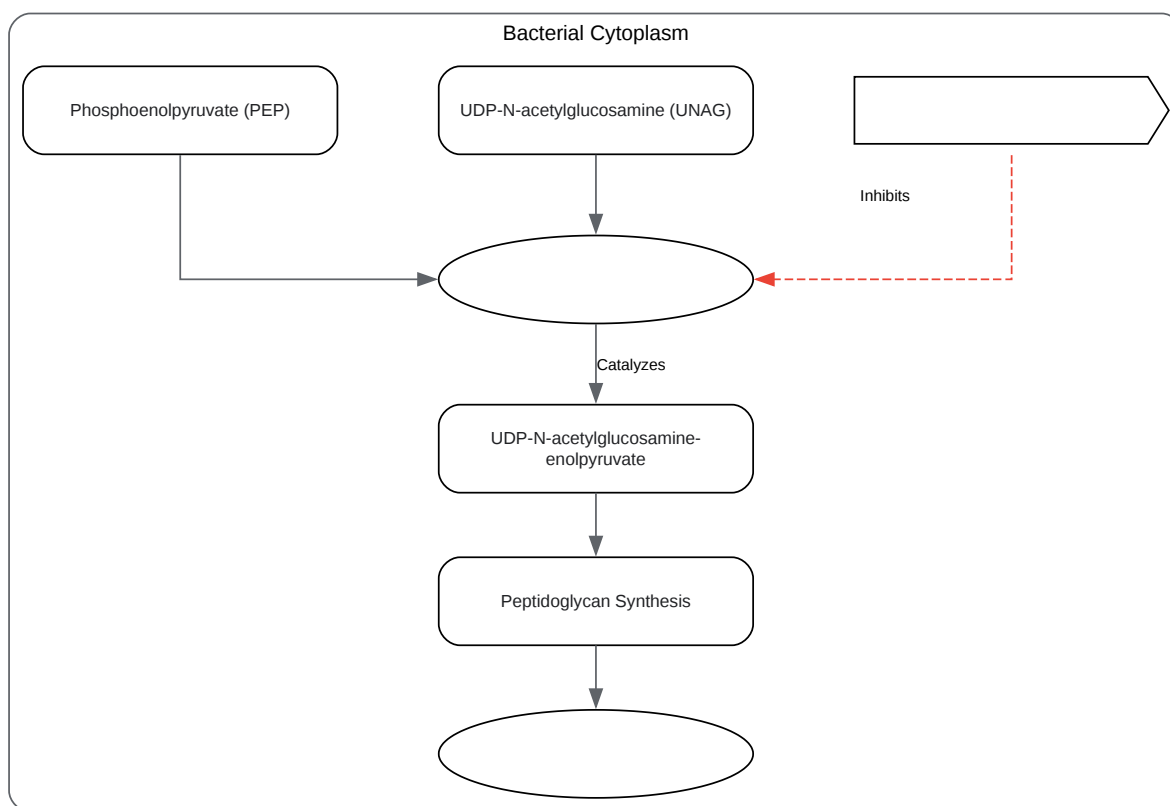 Bacterial Cytoplasm
Phosphoenolpyruvate (PEP)
UDP-N-acetylglucosamine (UNAG)
Inhibits
Catalyzes
UDP-N-acetylglucosamine-
enolpyruvate
Peptidoglycan Synthesis